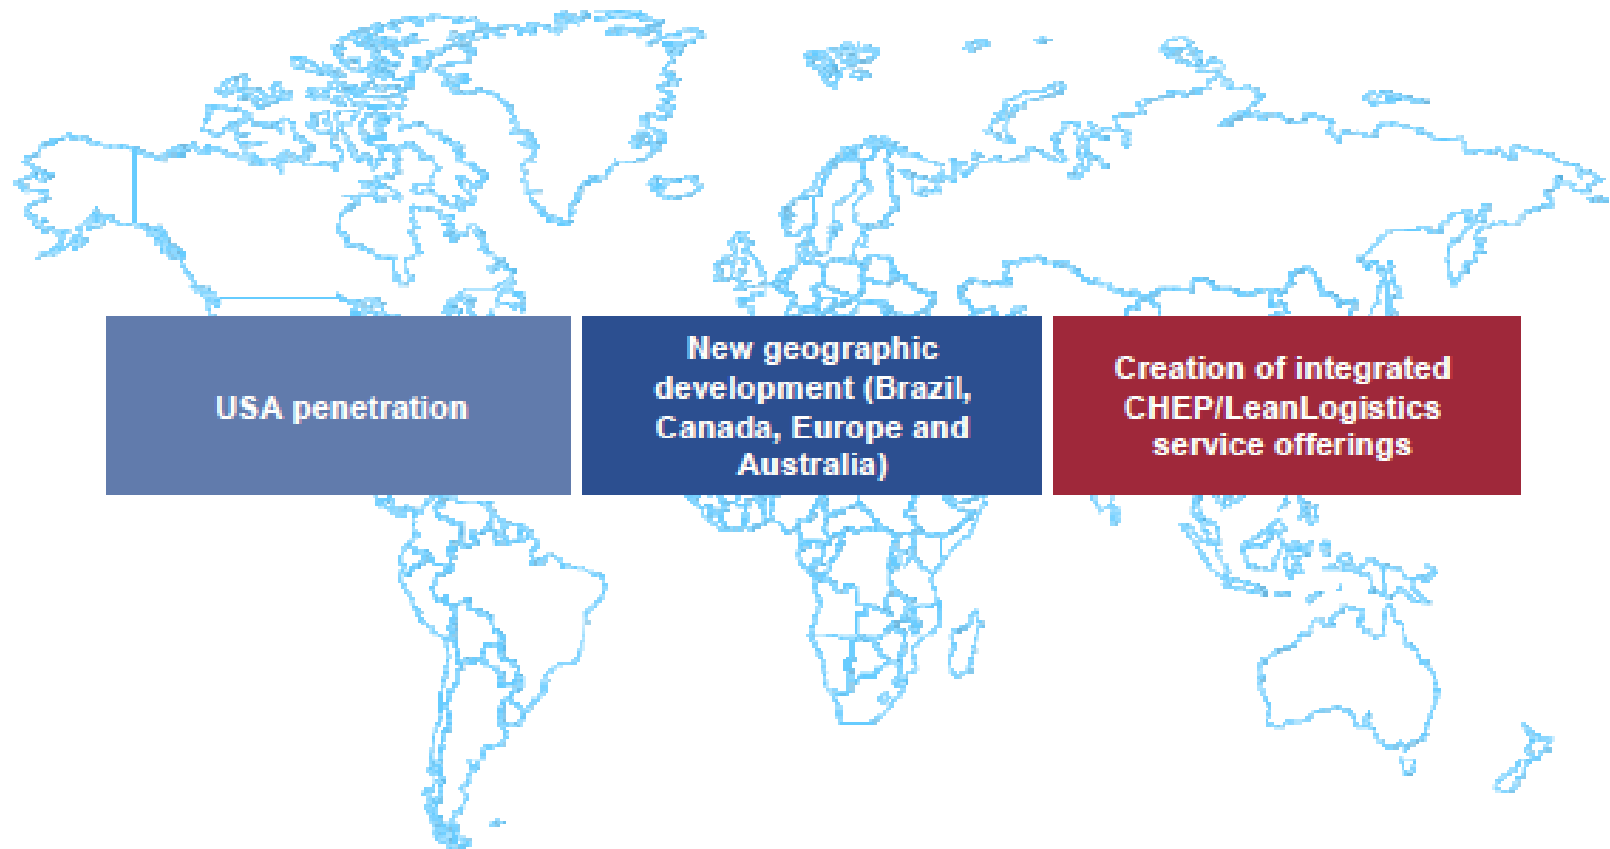 USA penetration
New geographic
development (Brazil,
Canada, Europe and
Australia)
Creation of integrated
CHEP/LeanLogistics
service offerings